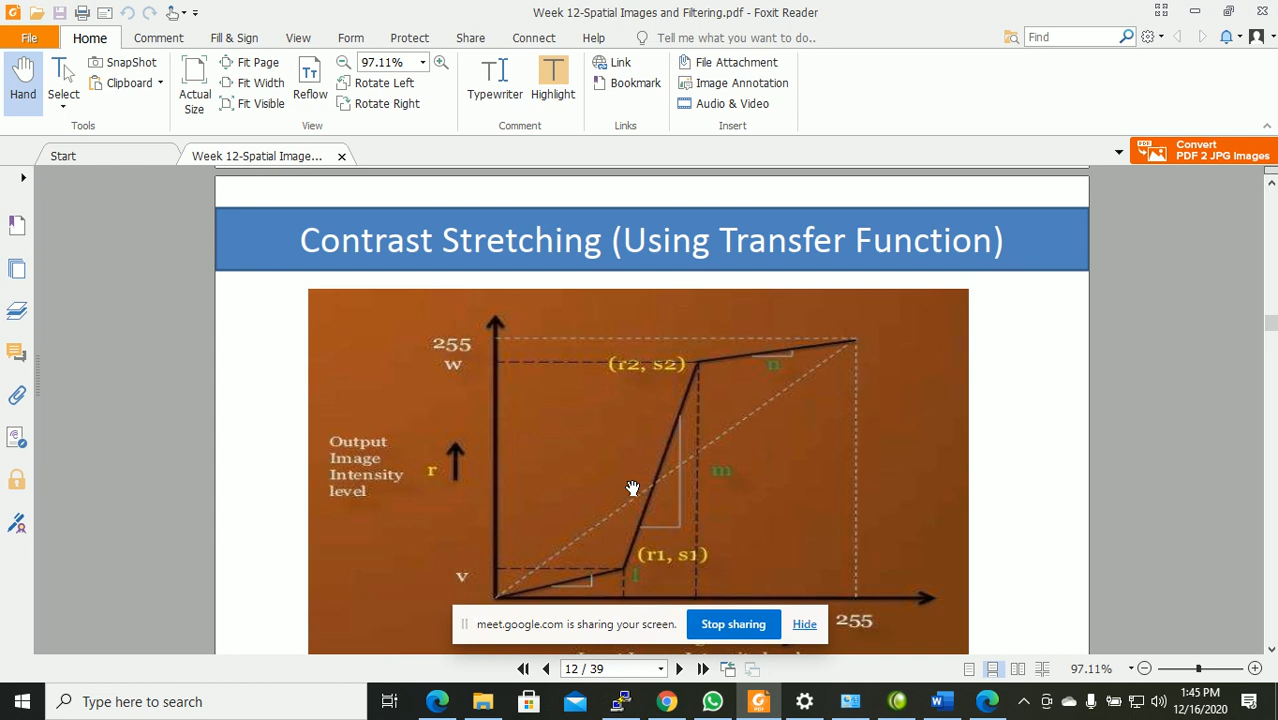 Week 12-Spatial Images and Filtering.pdf - Foxit Reader
File Home Comment Fill & Sign View Form Protect Share Connect Help Tell me what you want to do.. Find
Hand
Select
SnapShot
Clipboard
Tools
Actual Size
Fit Page
Fit Width
Fit Visible
Reflow
97.11%
Rotate Left
Rotate Right
View
Typewriter
Highlight
Comment
Link
Bookmark
Links
File Attachment
Image Annotation
Audio & Video
Insert
Start
Week 12-Spatial Image...
Convert
PDF 2 JPG Images
Contrast Stretching (Using Transfer Function)
255
w
(r2, s2)
n
Output
Image
Intensity
level
r
m
(r1, s1)
l
v
255
meet.google.com is sharing your screen. Stop sharing Hide
12 / 39
97.11%
Type here to search
1:45 PM
12/16/2020